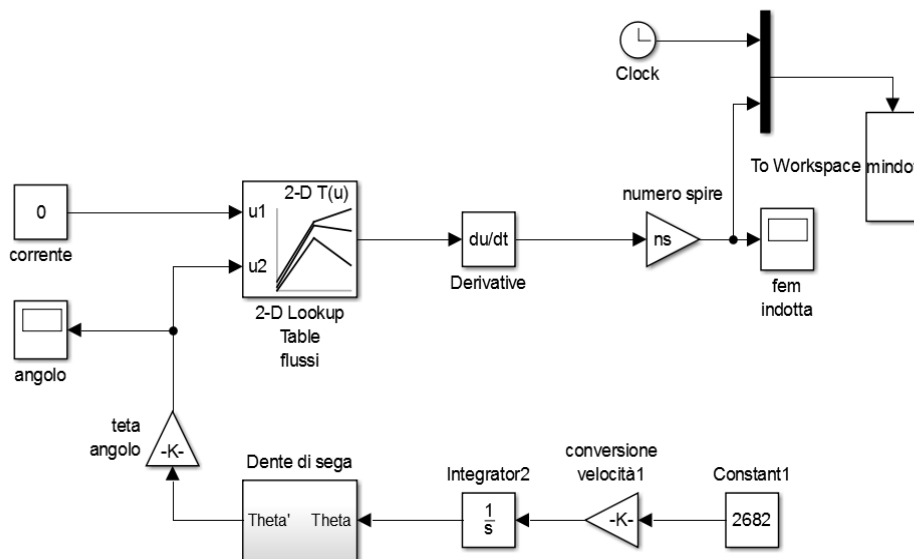 Clock
To Workspace
mindot
numero spire
2-D T(u)
0
u1
corrente
u2
du/dt
ns
Derivative
fem
indotta
2-D Lookup
Table
flussi
angolo
teta
angolo
-K-
Dente di sega
Theta'
Theta
Integrator2
1
s
conversione
velocità1
-K-
Constant1
2682